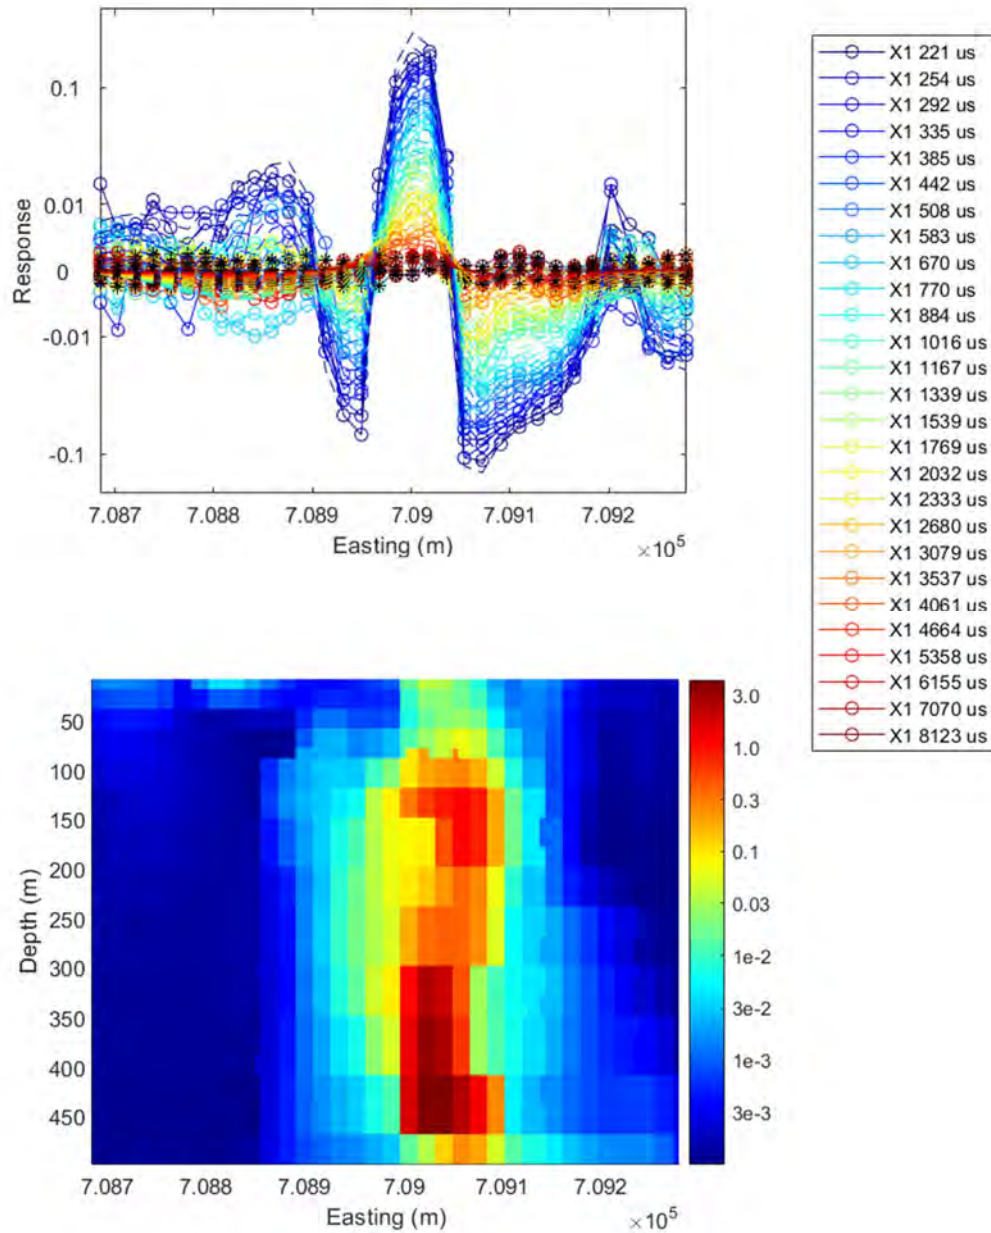 0.1
0.01
0
-0.01
-0.1
Response
7.087 7.088 7.089 7.09 7.091 7.092
Easting (m)
×10⁵
X1 221 us
X1 254 us
X1 292 us
X1 335 us
X1 385 us
X1 442 us
X1 508 us
X1 583 us
X1 670 us
X1 770 us
X1 884 us
X1 1016 us
X1 1167 us
X1 1339 us
X1 1539 us
X1 1769 us
X1 2032 us
X1 2333 us
X1 2680 us
X1 3079 us
X1 3537 us
X1 4061 us
X1 4664 us
X1 5358 us
X1 6155 us
X1 7070 us
X1 8123 us
50
100
150
200
250
300
350
400
450
Depth (m)
3.0
1.0
0.3
0.1
0.03
1e-2
3e-2
1e-3
3e-3
7.087 7.088 7.089 7.09 7.091 7.092
Easting (m)
×10⁵